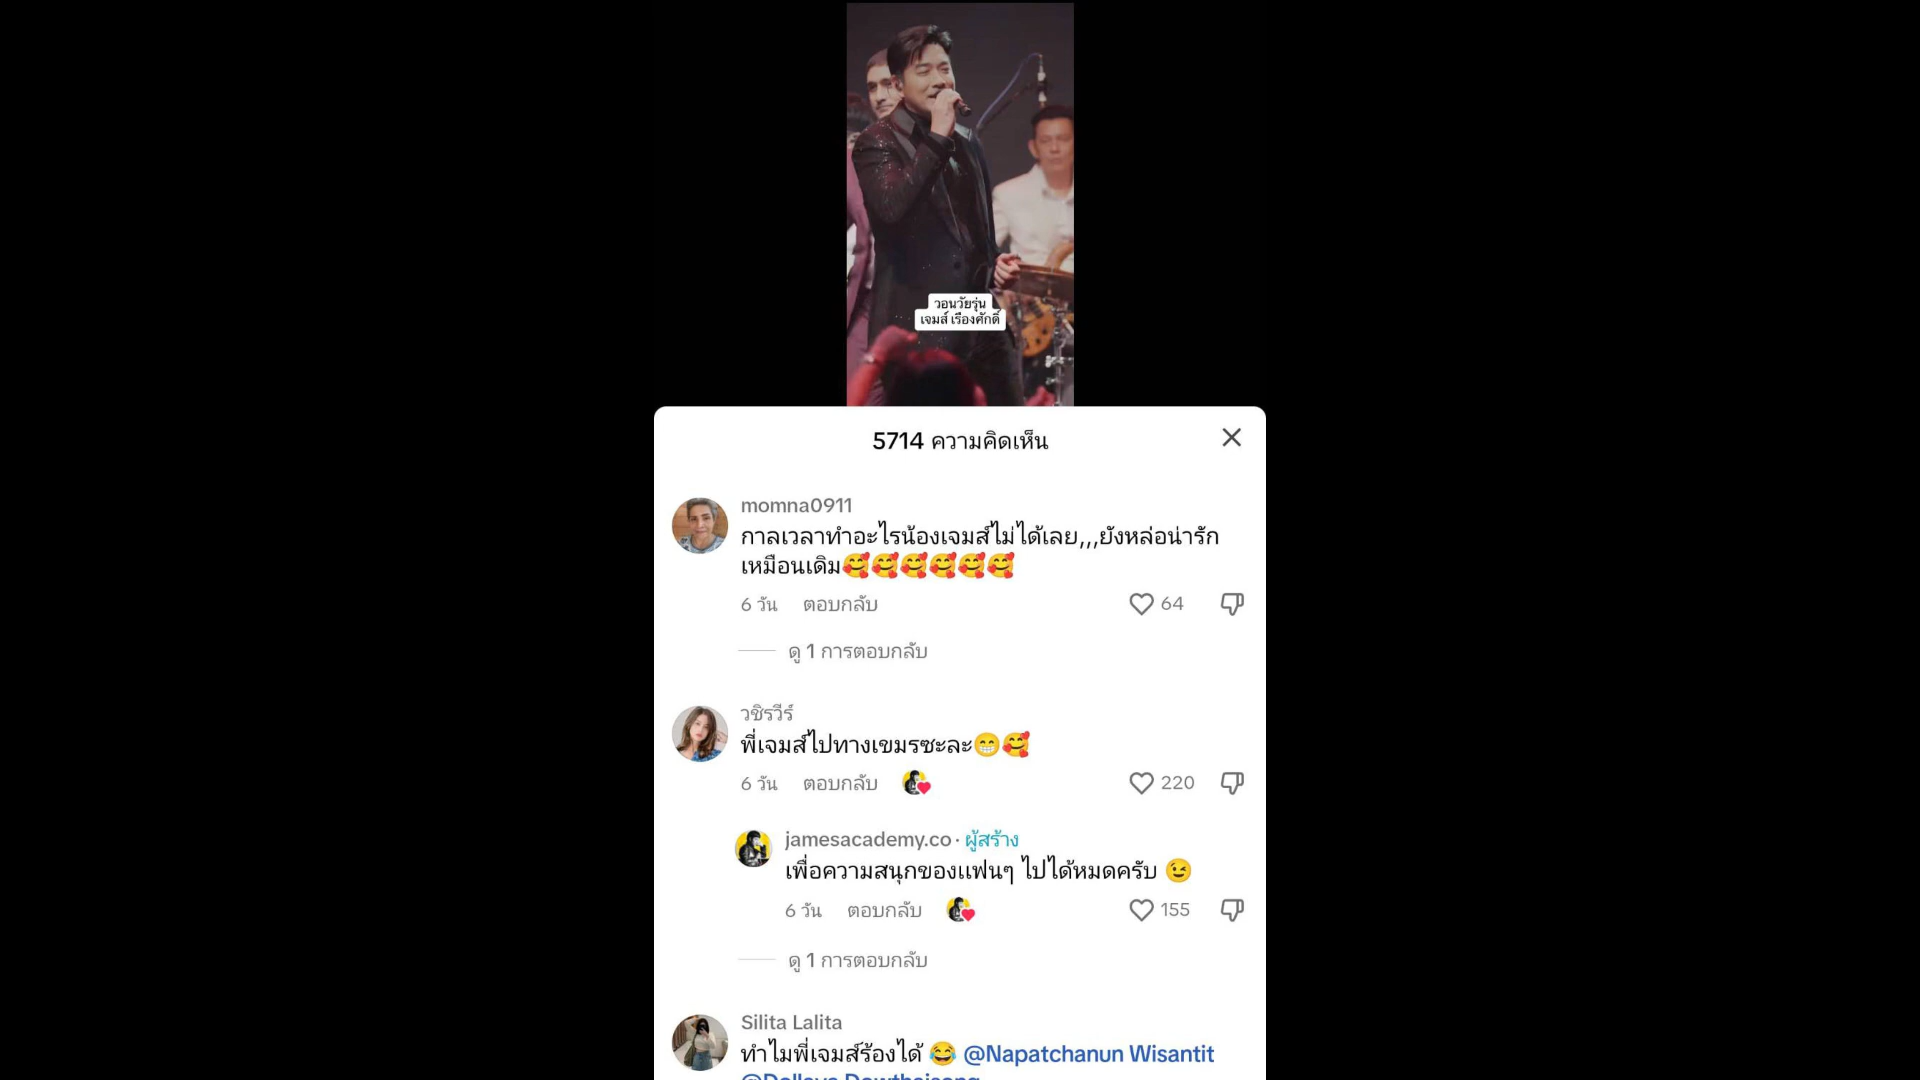 วอนวัยรุ่น
เจมส์ เรืองศักดิ์
5714 ความคิดเห็น
momna0911
กาลเวลาทำอะไรน้องเจมส์ไม่ได้เลย,,,ยังหล่อน่ารัก
เหมือนเดิม🥰🥰🥰🥰🥰🥰
6 วัน ตอบกลับ 64
ดู 1 การตอบกลับ
วชิรวีร์
พี่เจมส์ไปทางเขมรซะละ😁🥰
6 วัน ตอบกลับ 220
jamesacademy.co · ผู้สร้าง
เพื่อความสนุกของแฟนๆ ไปได้หมดครับ 😉
6 วัน ตอบกลับ 155
ดู 1 การตอบกลับ
Silita Lalita
ทำไมพี่เจมส์ร้องได้ 😂 @Napatchanun Wisantit